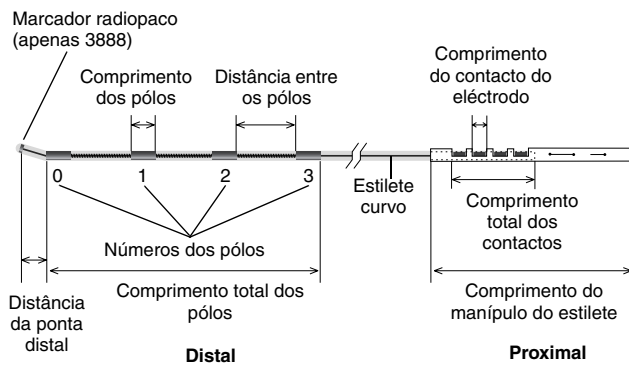 Marcador radiopaco
(apenas 3888)
Comprimento
dos pólos
Distância entre
os pólos
Comprimento
do contacto do
eléctrodo
0
1
2
3
Estilete
curvo
Números dos pólos
Comprimento
total dos
contactos
Distância
da ponta
distal
Comprimento total dos
pólos
Comprimento do
manípulo do estilete
Distal
Proximal